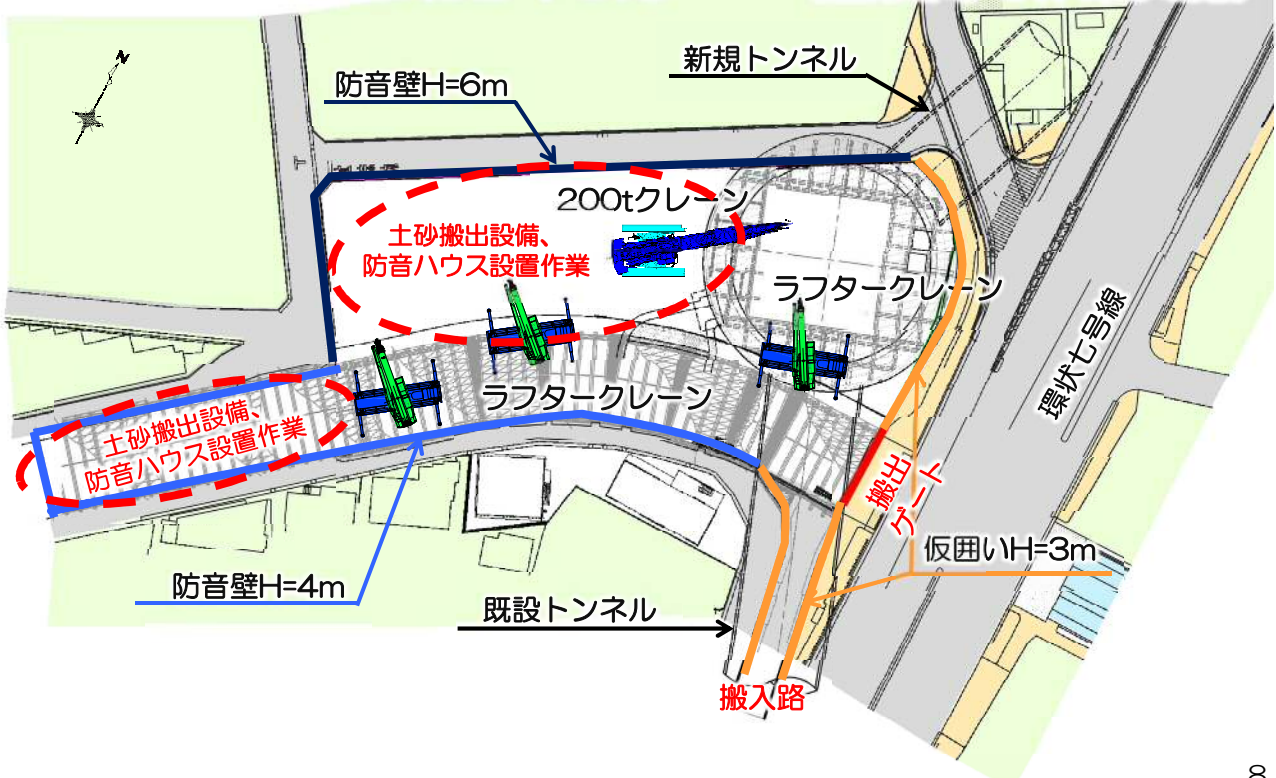 N
新規トンネル
防音壁H=6m
200tクレーン
土砂搬出設備、
防音ハウス設置作業
ラフタークレーン
環状七号線
ラフタークレーン
土砂搬出設備、
防音ハウス設置作業
搬出
ゲート
仮囲いH=3m
防音壁H=4m
既設トンネル
搬入路